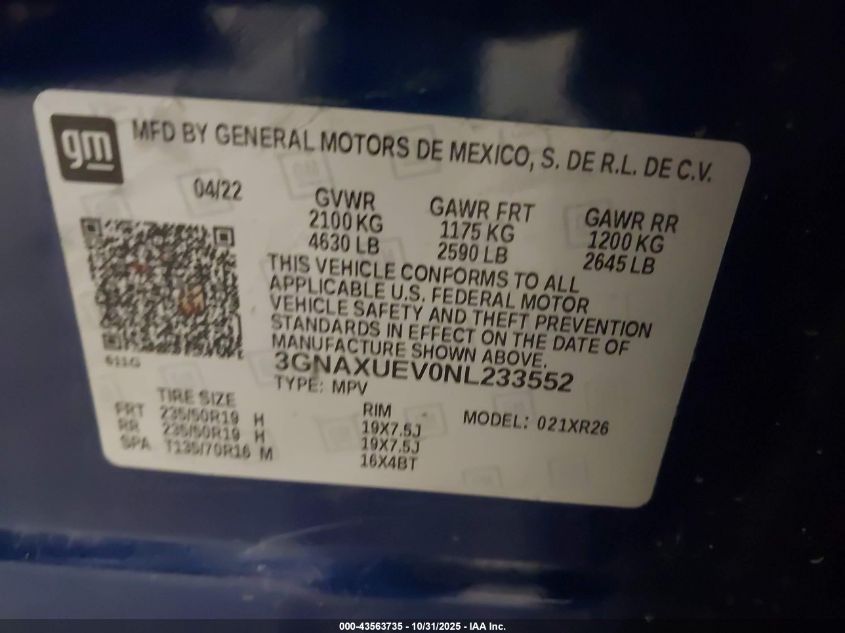 gm
MFD BY GENERAL MOTORS DE MEXICO, S. DE R.L. DE C.V.
04/22
GVWR
2100 KG
4630 LB
GAWR FRT
1175 KG
2590 LB
GAWR RR
1200 KG
2645 LB
THIS VEHICLE CONFORMS TO ALL
APPLICABLE U.S. FEDERAL MOTOR
VEHICLE SAFETY AND THEFT PREVENTION
STANDARDS IN EFFECT ON THE DATE OF
MANUFACTURE SHOWN ABOVE.
611G
3GNAXUEV0NL233552
TYPE: MPV
TIRE SIZE
RIM
MODEL: 021XR26
FRT 235/50R19 H 19X7.5J
RR 235/50R19 H 19X7.5J
SPA T135/70R16 M 16X4BT
000-43563735 - 10/31/2025 - IAA Inc.